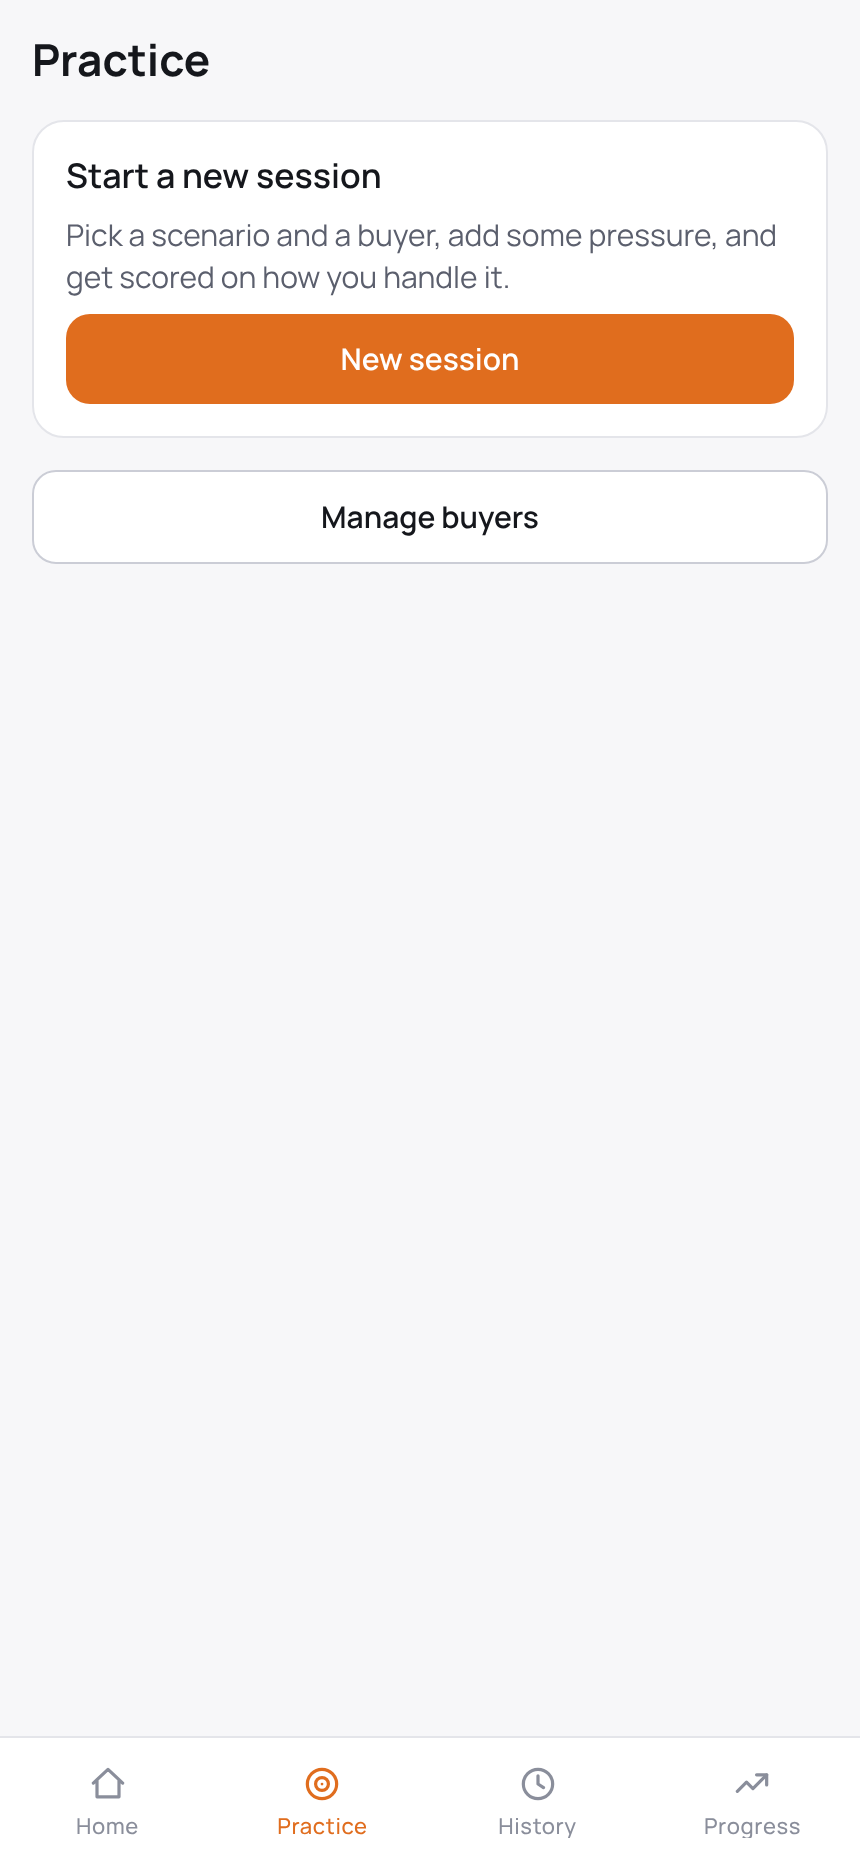 Practice
Start a new session
Pick a scenario and a buyer, add some pressure, and
get scored on how you handle it.
New session
Manage buyers
Home
Practice
History
Progress